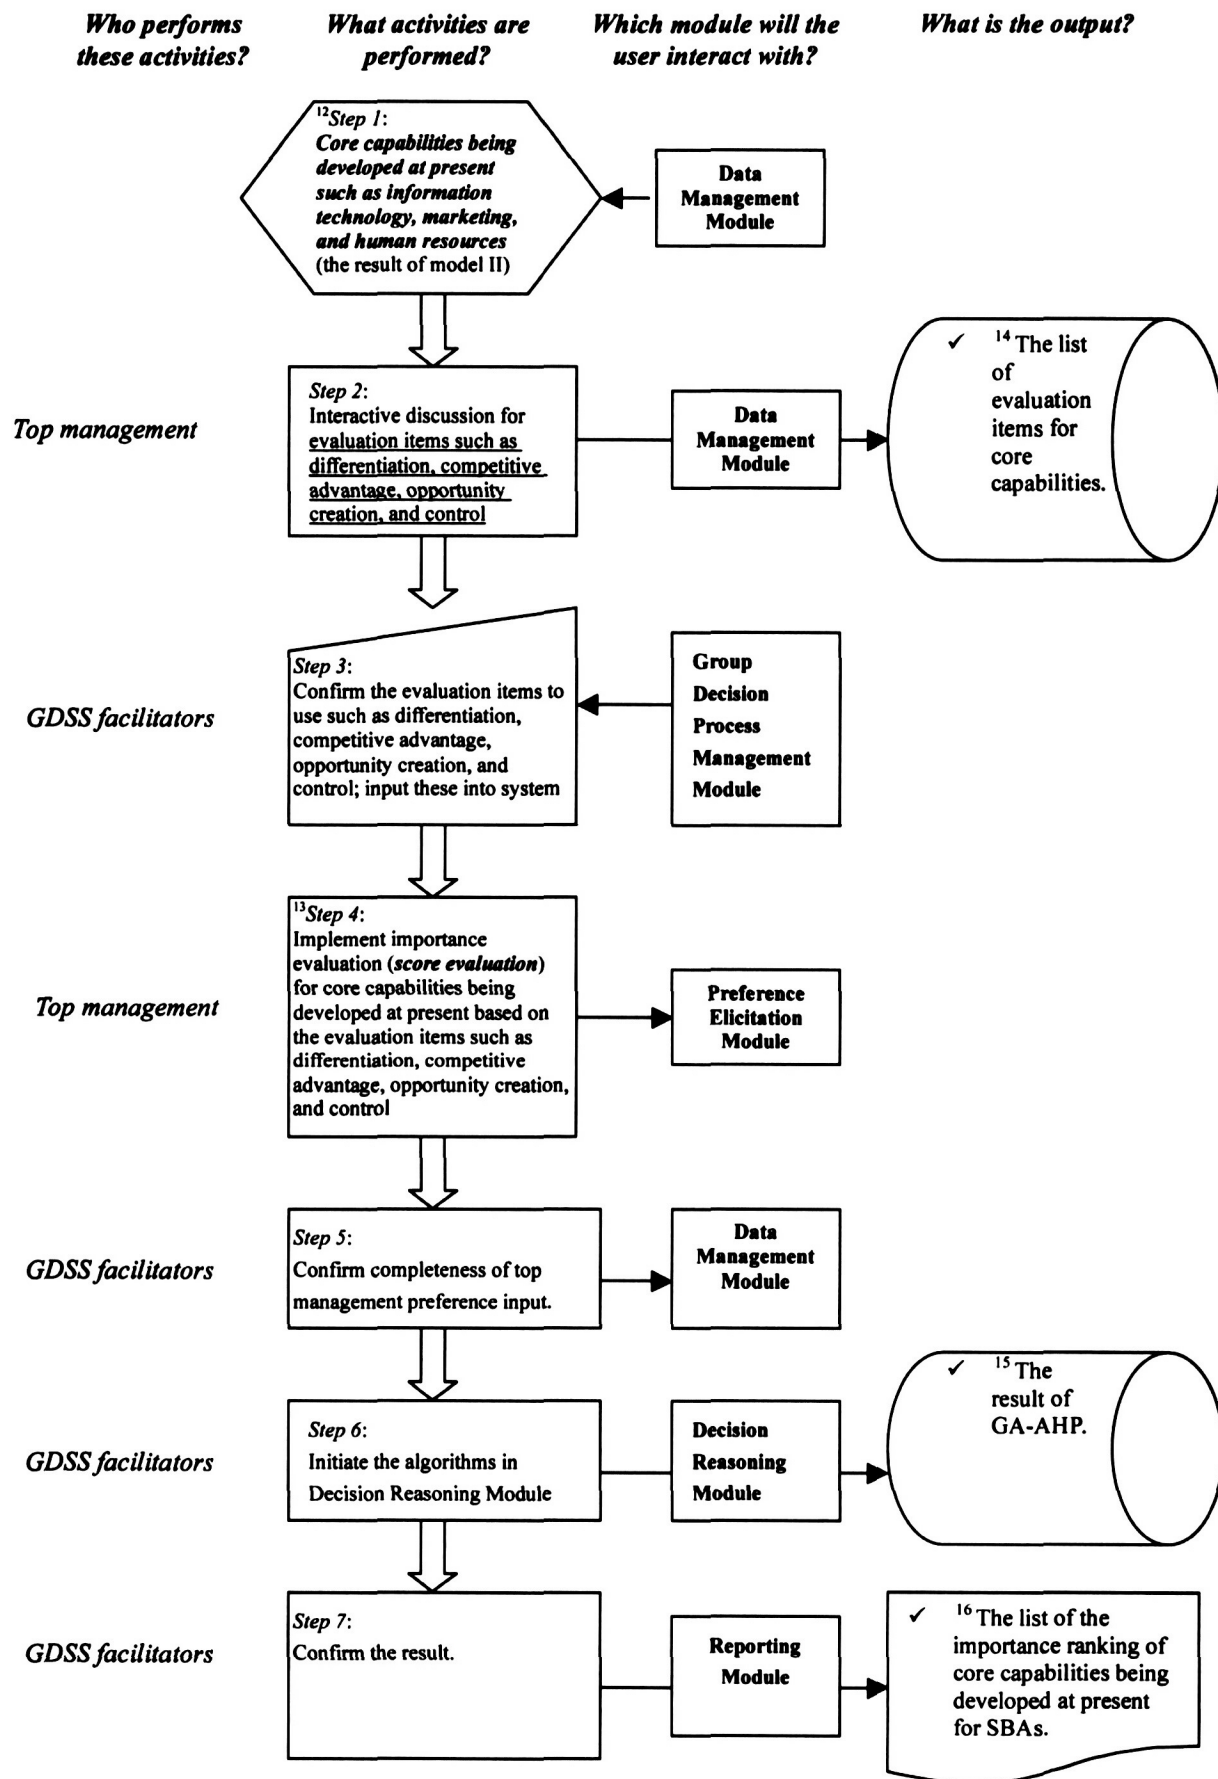 Who performs
these activities?
What activities are
performed?
Which module will the
user interact with?
What is the output?
12Step 1:
Core capabilities being
developed at present
such as information
technology, marketing,
and human resources
(the result of model II)
Data
Management
Module
Top management
Step 2:
Interactive discussion for
evaluation items such as
differentiation, competitive
advantage, opportunity
creation, and control
Data
Management
Module
✓ 14 The list
of
evaluation
items for
core
capabilities.
GDSS facilitators
Step 3:
Confirm the evaluation items to
use such as differentiation,
competitive advantage,
opportunity creation, and
control; input these into system
Group
Decision
Process
Management
Module
Top management
13Step 4:
Implement importance
evaluation (score evaluation)
for core capabilities being
developed at present based on
the evaluation items such as
differentiation, competitive
advantage, opportunity creation,
and control
Preference
Elicitation
Module
GDSS facilitators
Step 5:
Confirm completeness of top
management preference input.
Data
Management
Module
GDSS facilitators
Step 6:
Initiate the algorithms in
Decision Reasoning Module
Decision
Reasoning
Module
✓ 15 The
result of
GA-AHP.
GDSS facilitators
Step 7:
Confirm the result.
Reporting
Module
✓ 16 The list of the
importance ranking of
core capabilities being
developed at present
for SBAs.